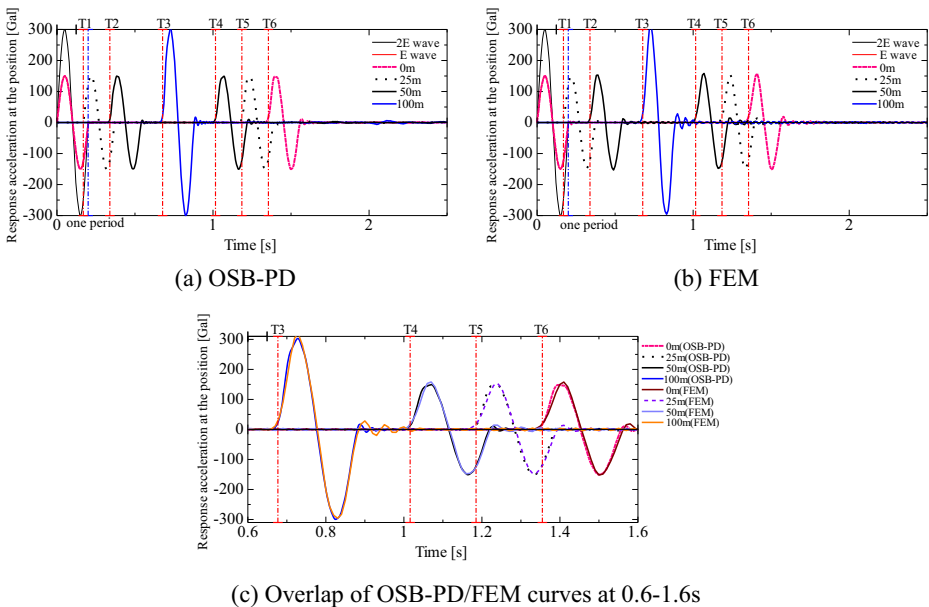 T1 T2 T3 T4 T5 T6
Response acceleration at the position [Gal]
300
200
100
0
-100
-200
-300
2E wave
E wave
0m
25m
50m
100m
0 1 2
one period
Time [s]
(a) OSB-PD
T1 T2 T3 T4 T5 T6
Response acceleration at the position [Gal]
300
200
100
0
-100
-200
-300
2E wave
E wave
0m
25m
50m
100m
0 1 2
one period
Time [s]
(b) FEM
T3 T4 T5 T6
Response acceleration at the position [Gal]
300
200
100
0
-100
-200
-300
0m(OSB-PD)
25m(OSB-PD)
50m(OSB-PD)
100m(OSB-PD)
0m(FEM)
25m(FEM)
50m(FEM)
100m(FEM)
0.6 0.8 1 1.2 1.4 1.6
Time [s]
(c) Overlap of OSB-PD/FEM curves at 0.6-1.6s